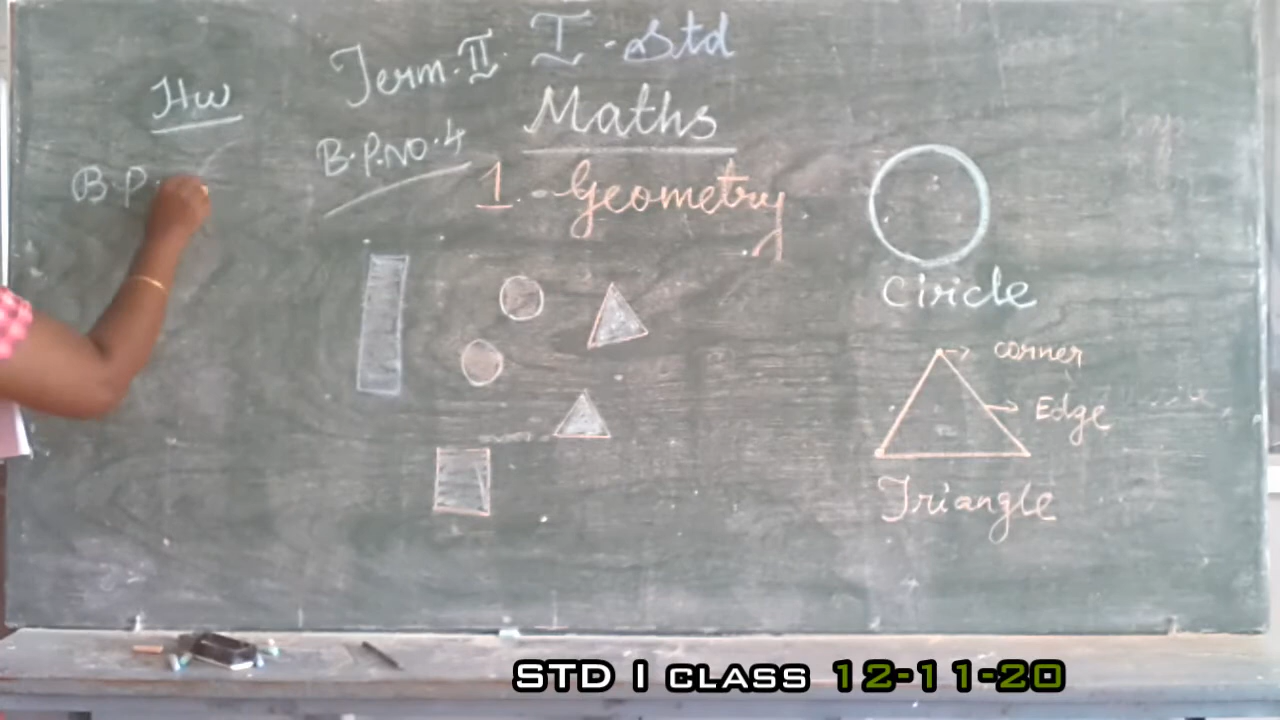 Term.II. I - Std
Maths
Hw
B.P.No.4
B.P.
1. Geometry
Circle
corner
Edge
Triangle
STD I CLASS 12-11-20